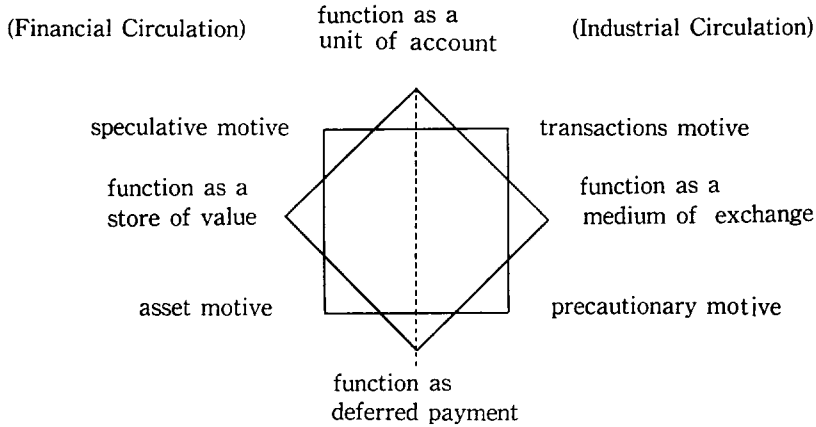 (Financial Circulation)
function as a
unit of account
(Industrial Circulation)
speculative motive
transactions motive
function as a
store of value
function as a
medium of exchange
asset motive
precautionary motive
function as
deferred payment